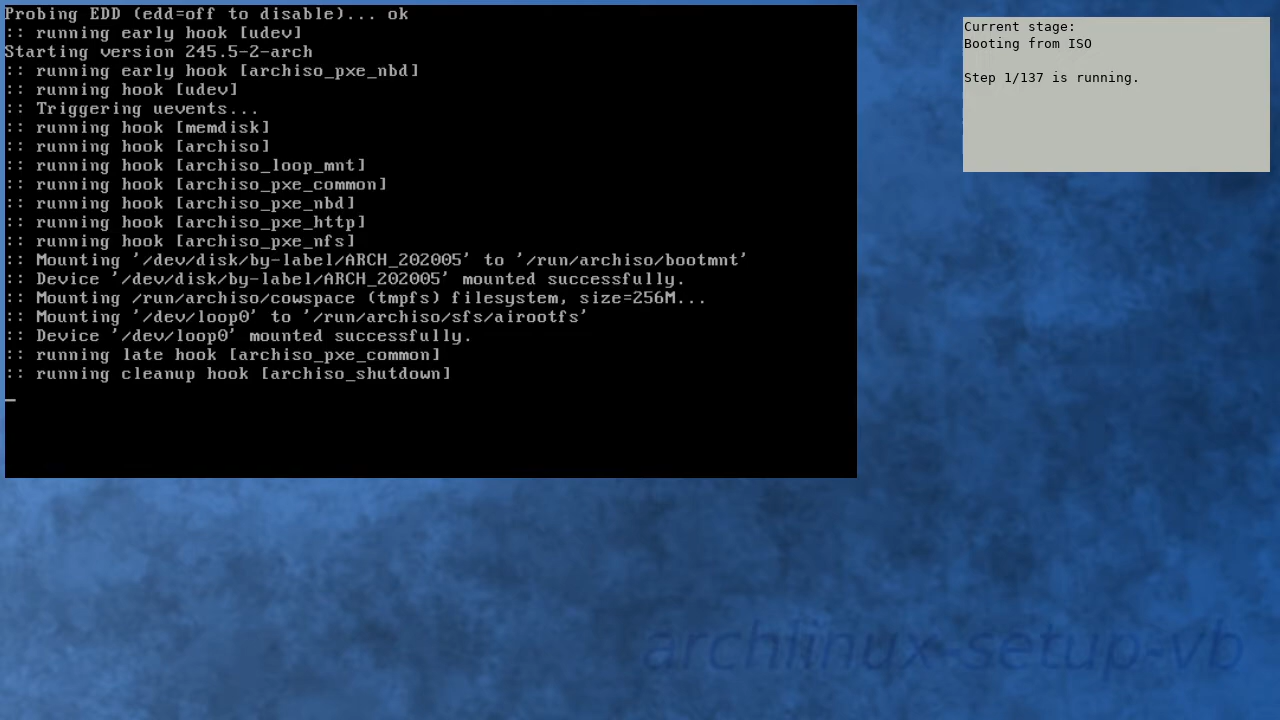 Probing EDD (edd=off to disable)... ok
:: running early hook [udev]
Starting version 245.5-2-arch
:: running early hook [archiso_pxe_nbd]
:: running hook [udev]
:: Triggering uevents...
:: running hook [memdisk]
:: running hook [archiso]
:: running hook [archiso_loop_mnt]
:: running hook [archiso_pxe_common]
:: running hook [archiso_pxe_nbd]
:: running hook [archiso_pxe_http]
:: running hook [archiso_pxe_nfs]
:: Mounting '/dev/disk/by-label/ARCH_202005' to '/run/archiso/bootmnt'
:: Device '/dev/disk/by-label/ARCH_202005' mounted successfully.
:: Mounting /run/archiso/cowspace (tmpfs) filesystem, size=256M...
:: Mounting '/dev/loop0' to '/run/archiso/sfs/airootfs'
:: Device '/dev/loop0' mounted successfully.
:: running late hook [archiso_pxe_common]
:: running cleanup hook [archiso_shutdown]
_
Current stage:
Booting from ISO
Step 1/137 is running.
archlinux-setup-vb